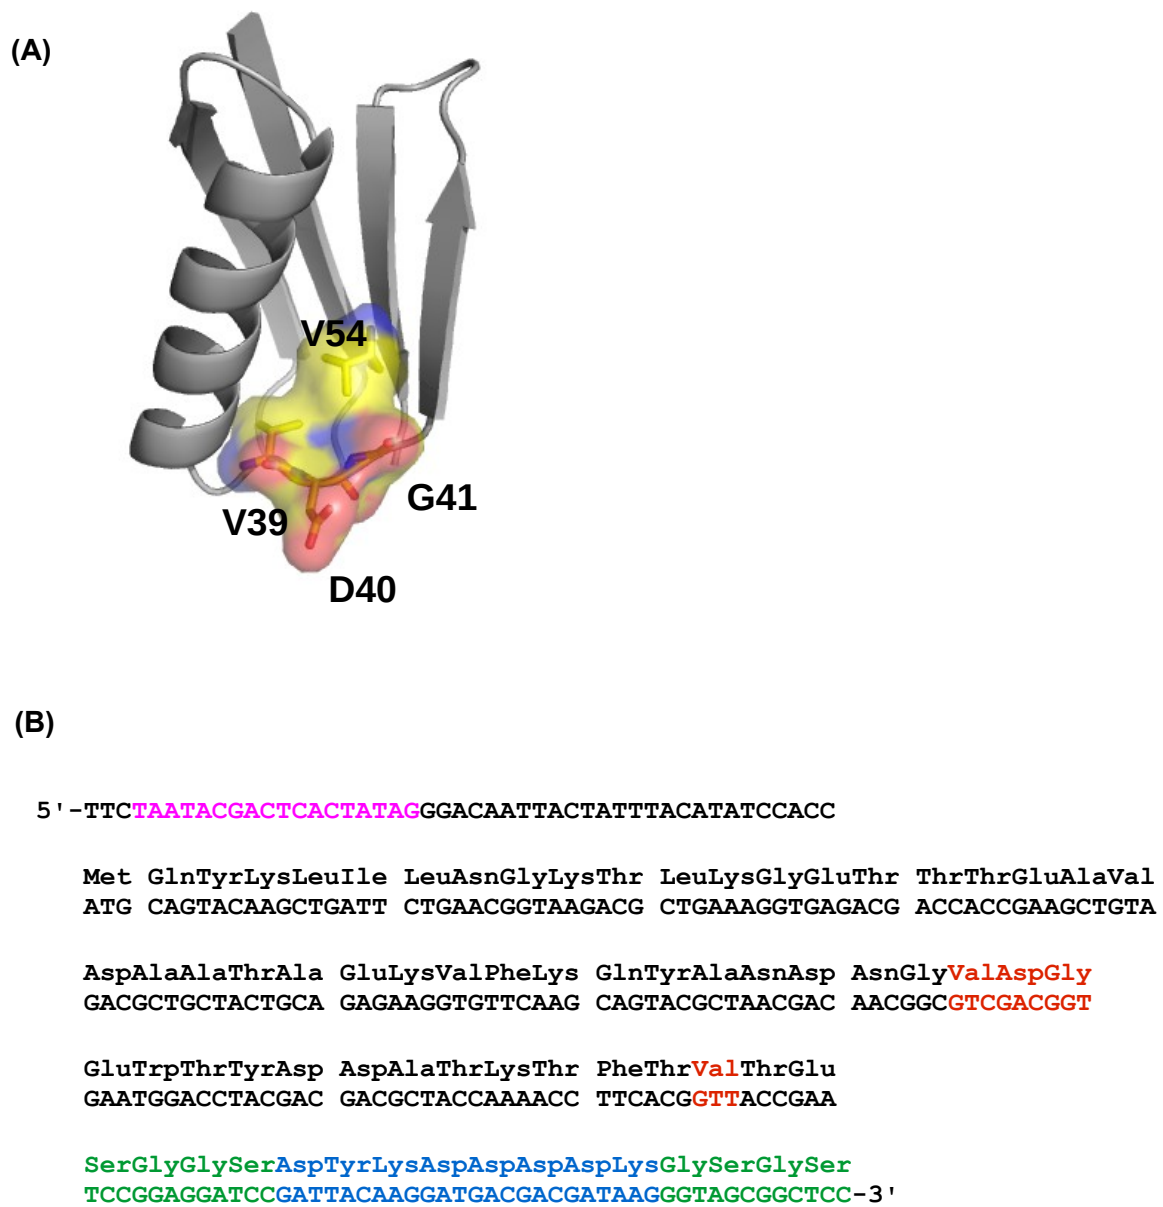 (A)
V54
G41
V39
D40
(B)
5'-TTCTAATACGACTCACTATAGGGACAATTACTATTTACATATCCACC
Met GlnTyrLysLeuIle LeuAsnGlyLysThr LeuLysGlyGluThr ThrThrGluAlaVal
ATG CAGTACAAGCTGATT CTGAACGGTAAGACG CTGAAAGGTGAGACG ACCACCGAAGCTGTA
AspAlaAlaThrAla GluLysValPheLys GlnTyrAlaAsnAsp AsnGlyValAspGly
GACGCTGCTACTGCA GAGAAGGTGTTCAAG CAGTACGCTAACGAC AACGGCGTCGACGGT
GluTrpThrTyrAsp AspAlaThrLysThr PheThrValThrGlu
GAATGGACCTACGAC GACGCTACCAAAACC TTCACGGTTACCGAA
SerGlyGlySerAspTyrLysAspAspAspAspLysGlySerGlySer
TCCGGAGGATCCGATTACAAGGATGACGACGATAAGGGTAGCGGCTCC-3'